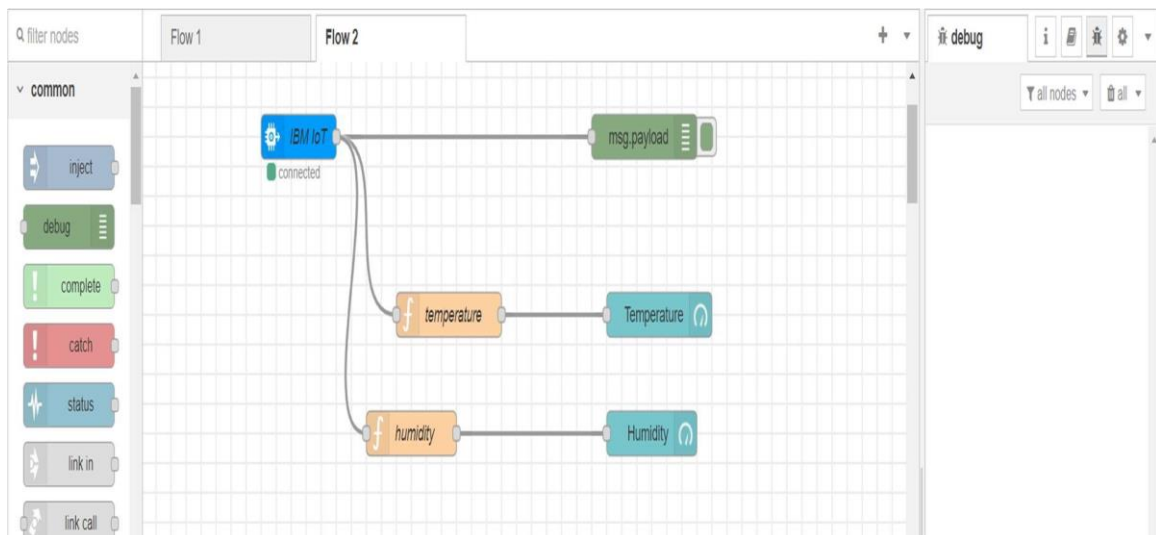 filter nodes
Flow 1
Flow 2
debug
all nodes
all
common
inject
debug
complete
catch
status
link in
link call
IBM IoT
connected
msg.payload
temperature
Temperature
humidity
Humidity